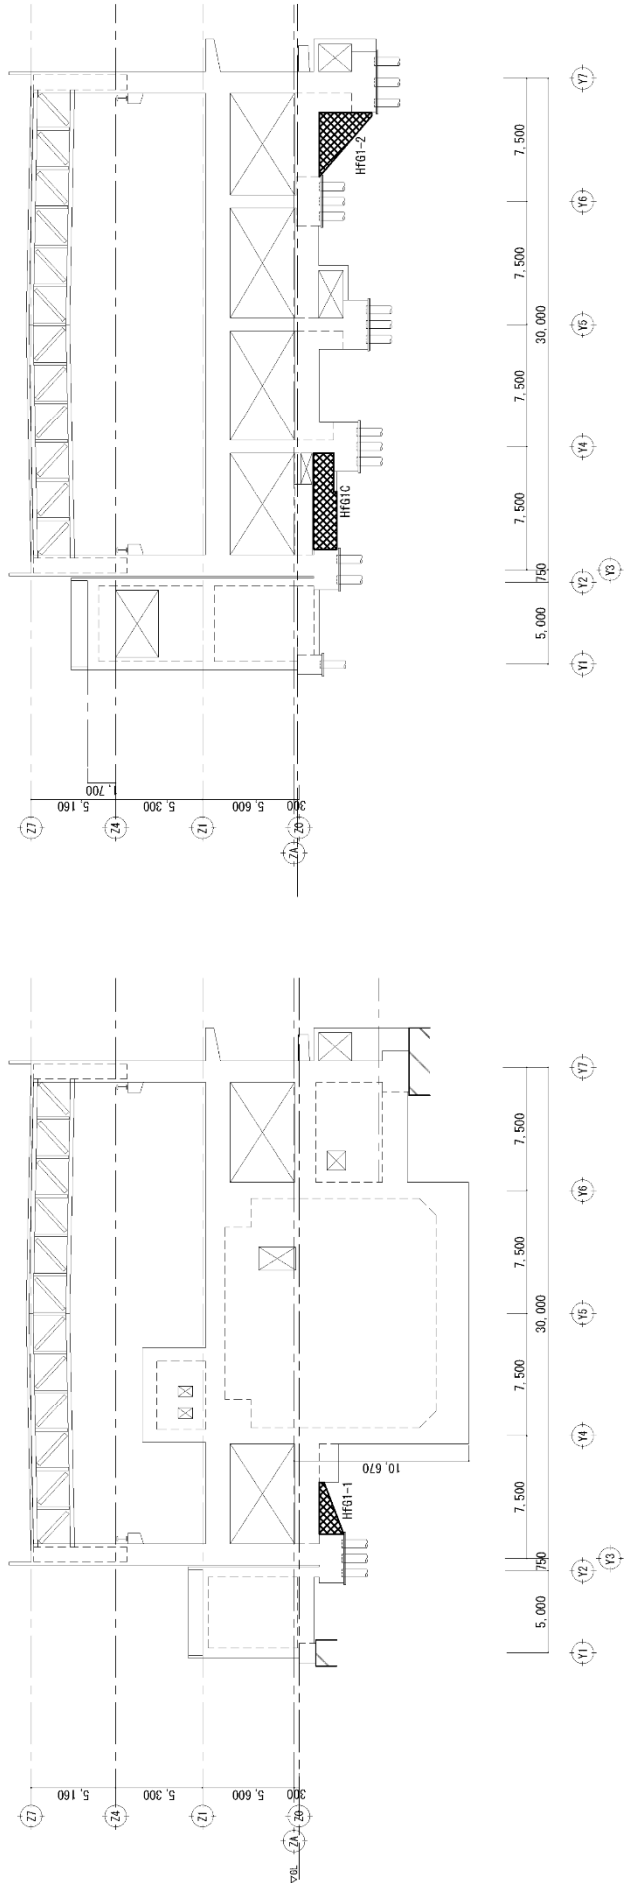 Z7
Z4
Z1
ZA
Z0
5,160
1,700
5,300
5,600
300
HfG1C
HfG1-2
7,500
7,500
7,500
7,500
30,000
750
5,000
Y1
Y2
Y3
Y4
Y5
Y6
Y7
▽GL
Z7
Z4
Z1
ZA
Z0
5,160
5,300
5,600
300
10,670
HfG1-1
7,500
7,500
7,500
7,500
30,000
750
5,000
Y1
Y2
Y3
Y4
Y5
Y6
Y7